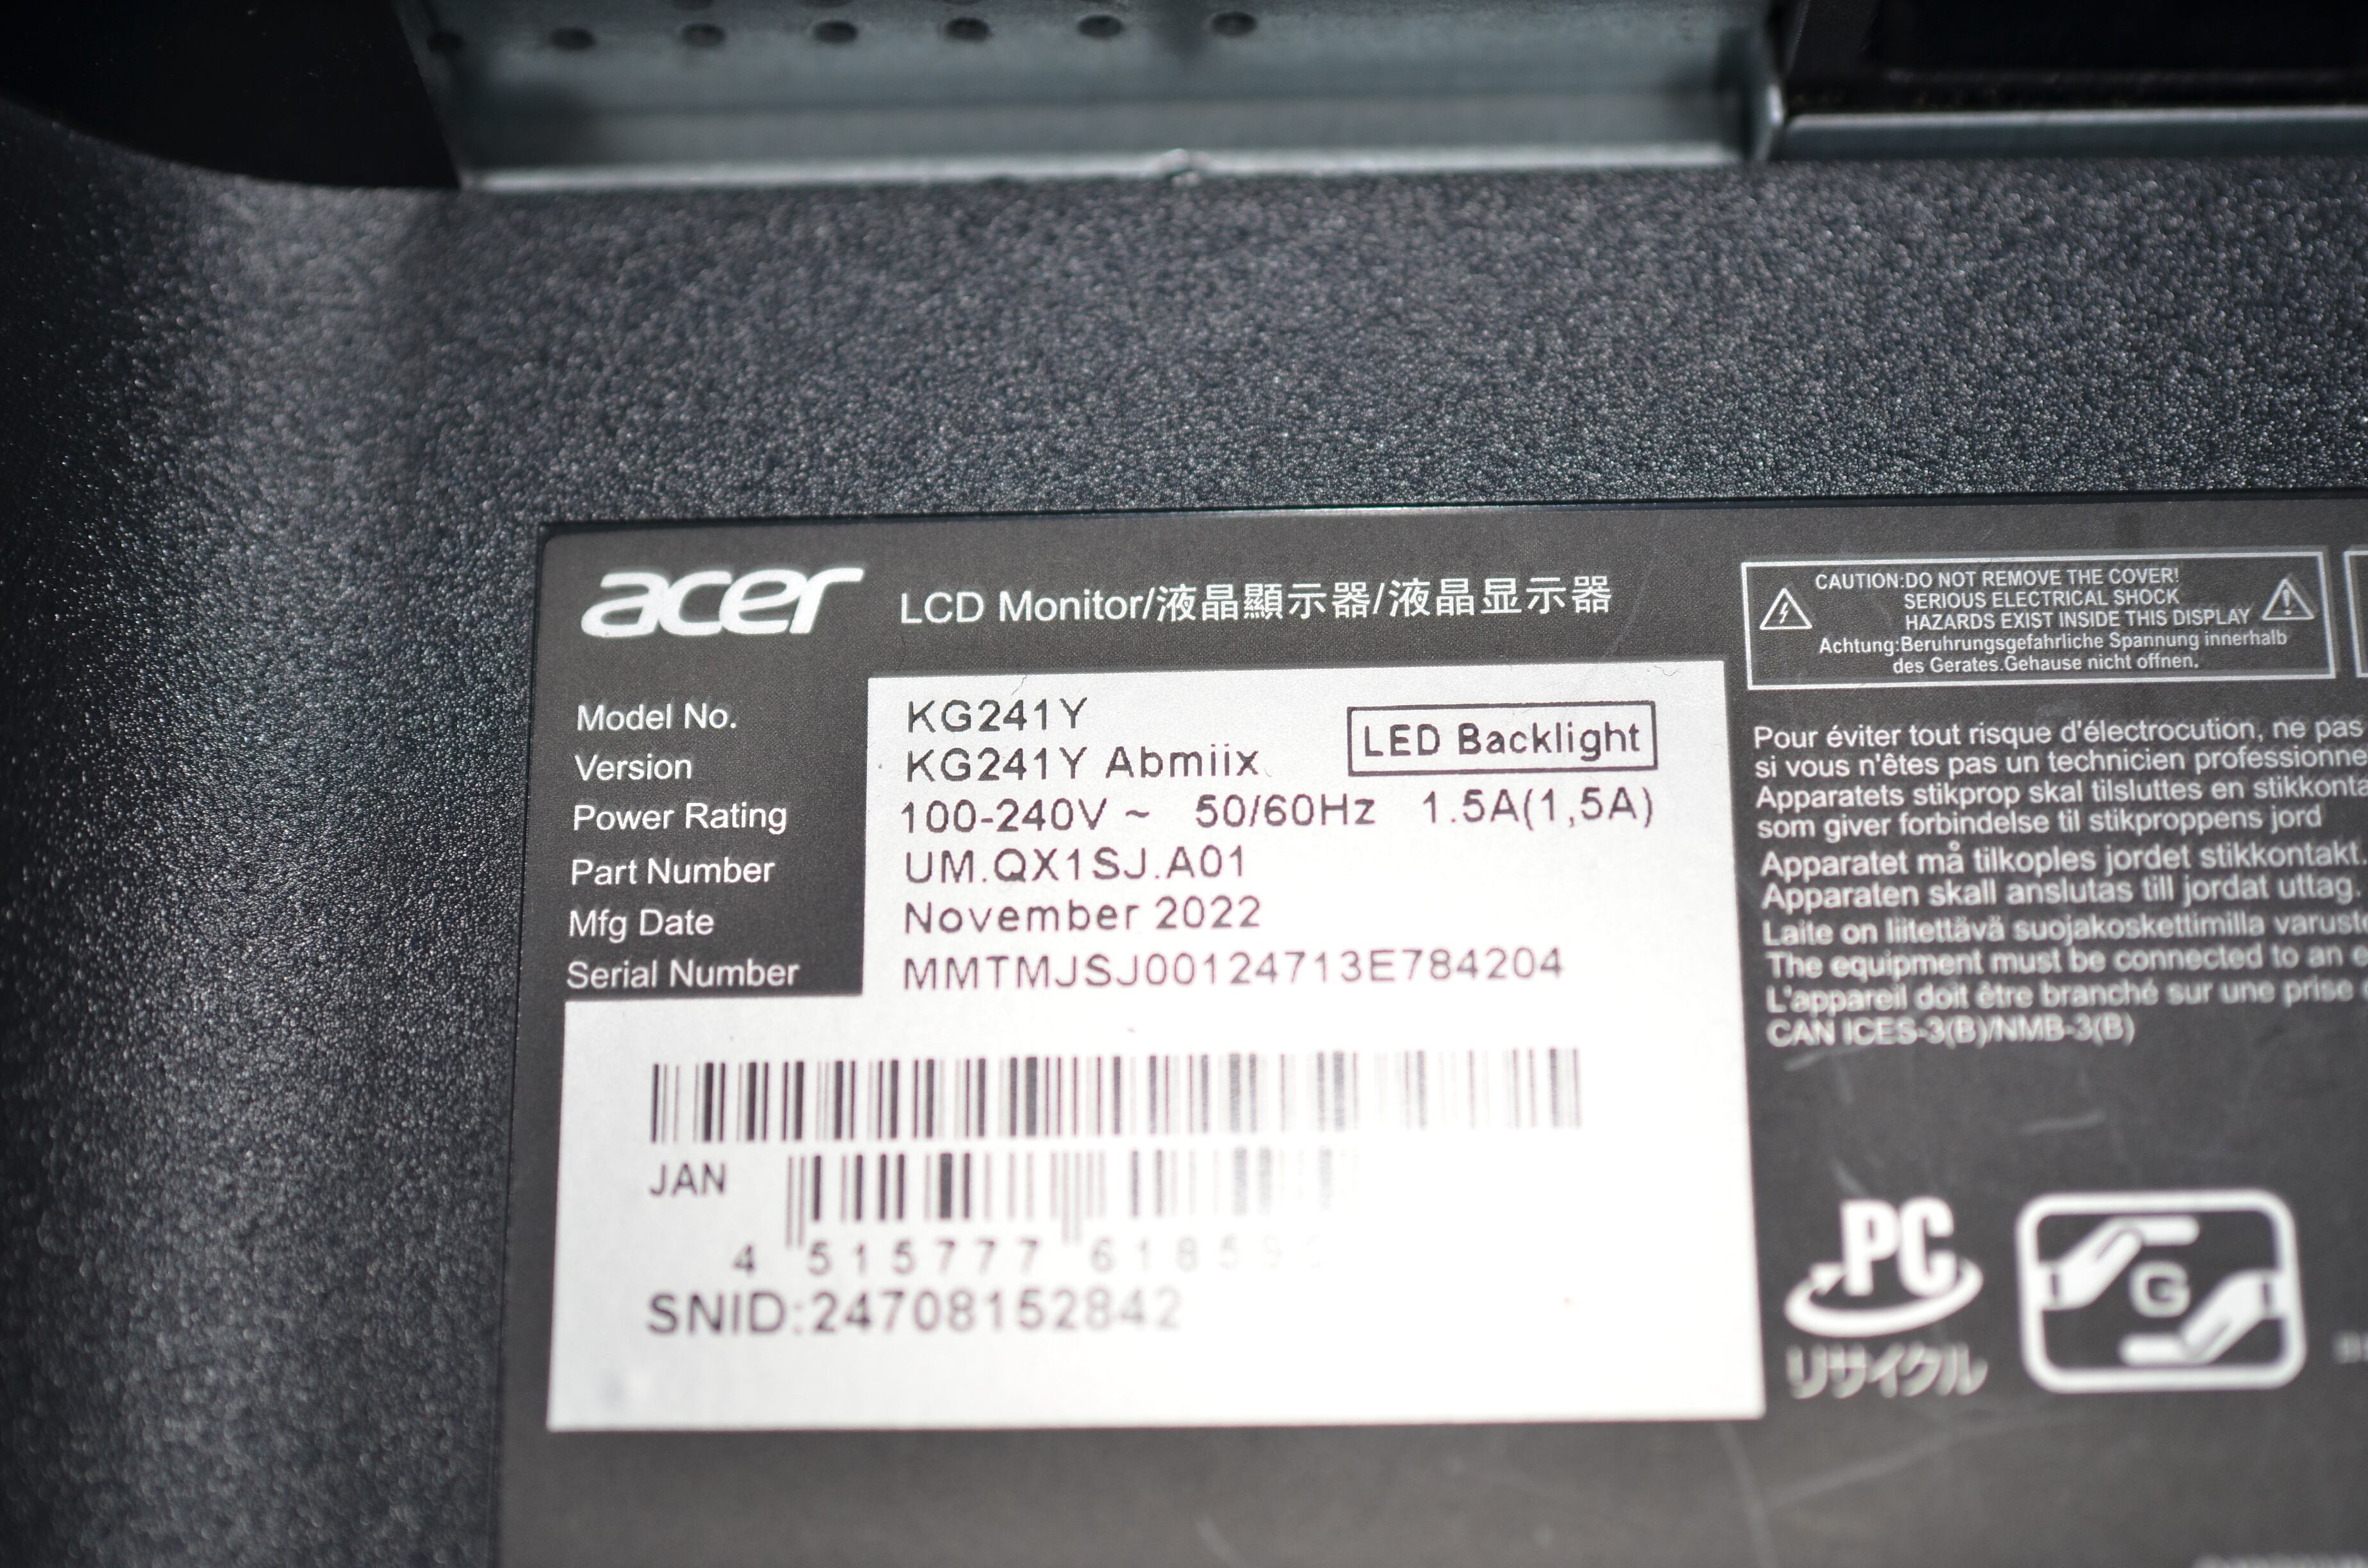 acer LCD Monitor/液晶顯示器/液晶显示器
Model No. KG241Y
Version KG241Y Abmiix
LED Backlight
Power Rating 100-240V ~ 50/60Hz 1.5A(1,5A)
Part Number UM.QX1SJ.A01
Mfg Date November 2022
Serial Number MMTMJSJ00124713E784204
JAN
4 515777 6185
SNID:24708152842
CAUTION:DO NOT REMOVE THE COVER!
SERIOUS ELECTRICAL SHOCK
HAZARDS EXIST INSIDE THIS DISPLAY
Achtung:Beruhrungsgefahrliche Spannung innerhalb
des Gerates.Gehause nicht offnen.
Pour éviter tout risque d'électrocution, ne pas
si vous n'êtes pas un technicien professionne
Apparatets stikprop skal tilsluttes en stikkonta
som giver forbindelse til stikproppens jord
Apparatet må tilkoples jordet stikkontakt.
Apparaten skall anslutas till jordat uttag.
Laite on liitettävä suojakoskettimilla varust
The equipment must be connected to an e
L'appareil doit être branché sur une prise
CAN ICES-3(B)/NMB-3(B)
PC
リサイクル
G